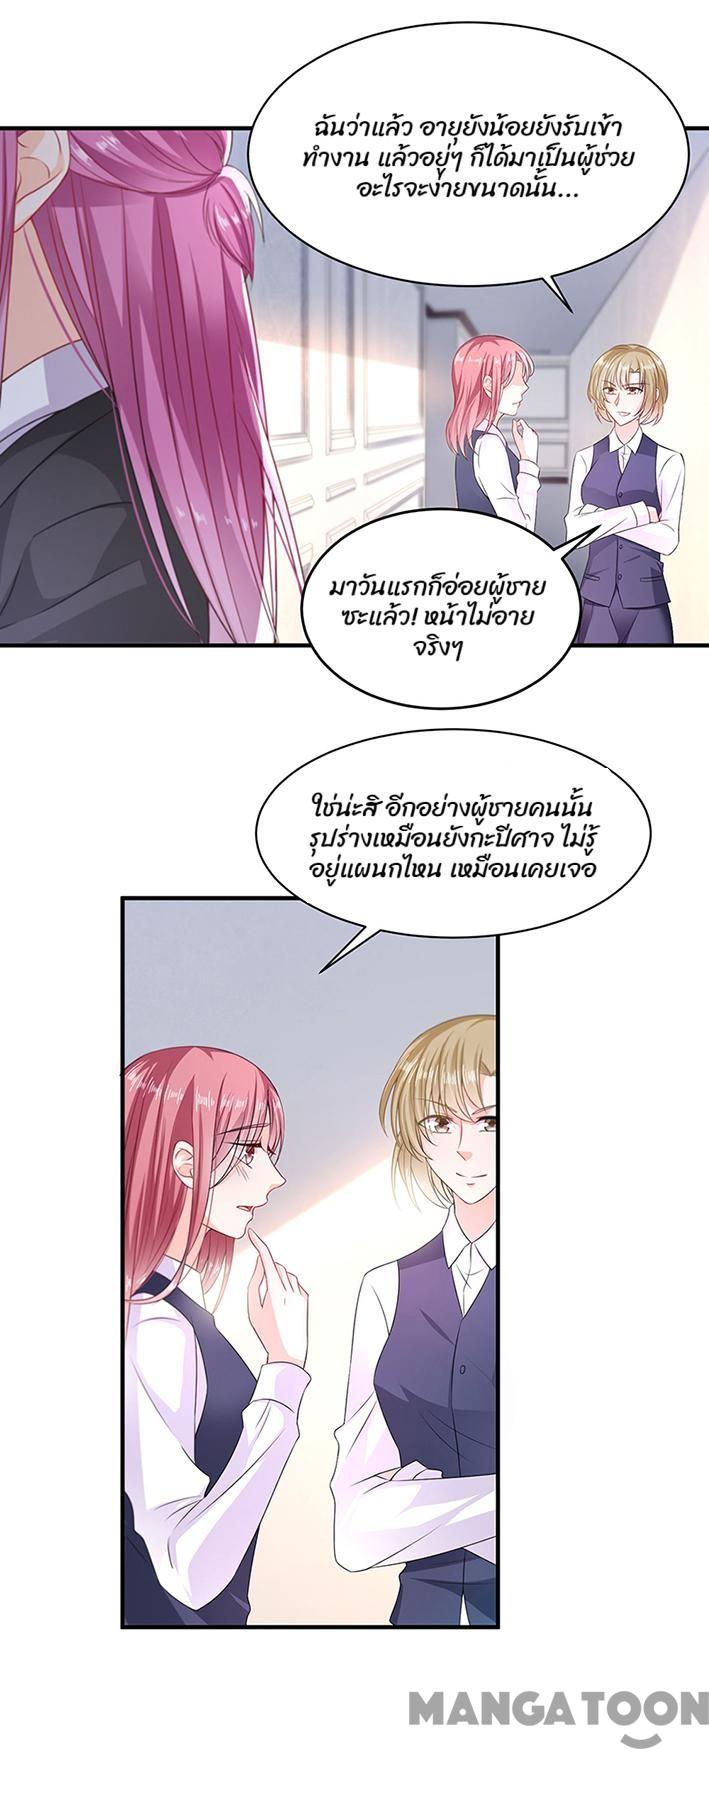 ฉันว่าแล้ว อายุยังน้อยยังรับเข้า
ทำงาน แล้วอยู่ๆ ก็ได้มาเป็นผู้ช่วย
อะไรจะง่ายขนาดนั้น...
มาวันแรกก็อ่อยผู้ชาย
ซะแล้ว! หน้าไม่อาย
จริงๆ
ใช่น่ะสิ อีกอย่างผู้ชายคนนั้น
รูปร่างเหมือนยังกะปีศาจ ไม่รู้
อยู่แผนกไหน เหมือนเคยเจอ
MANGATOON